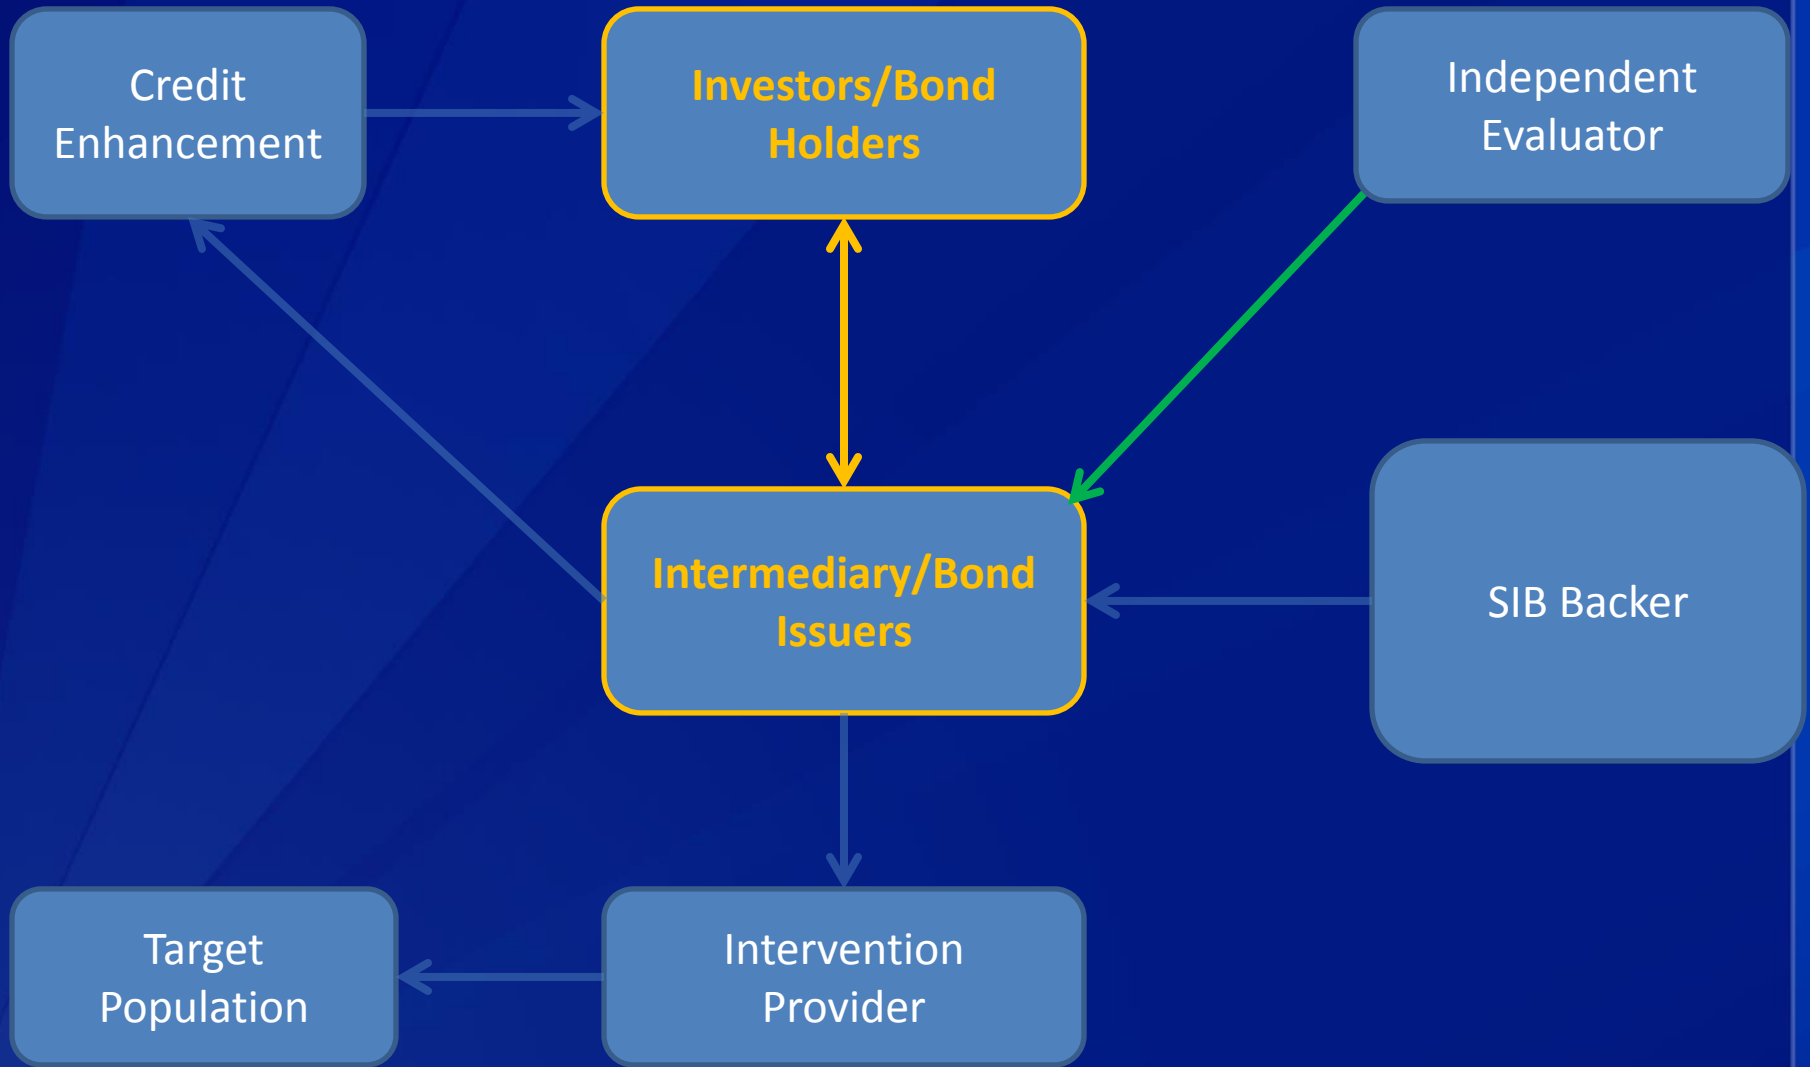 Credit
Enhancement
Investors/Bond
Holders
Independent
Evaluator
Intermediary/Bond
Issuers
SIB Backer
Target
Population
Intervention
Provider